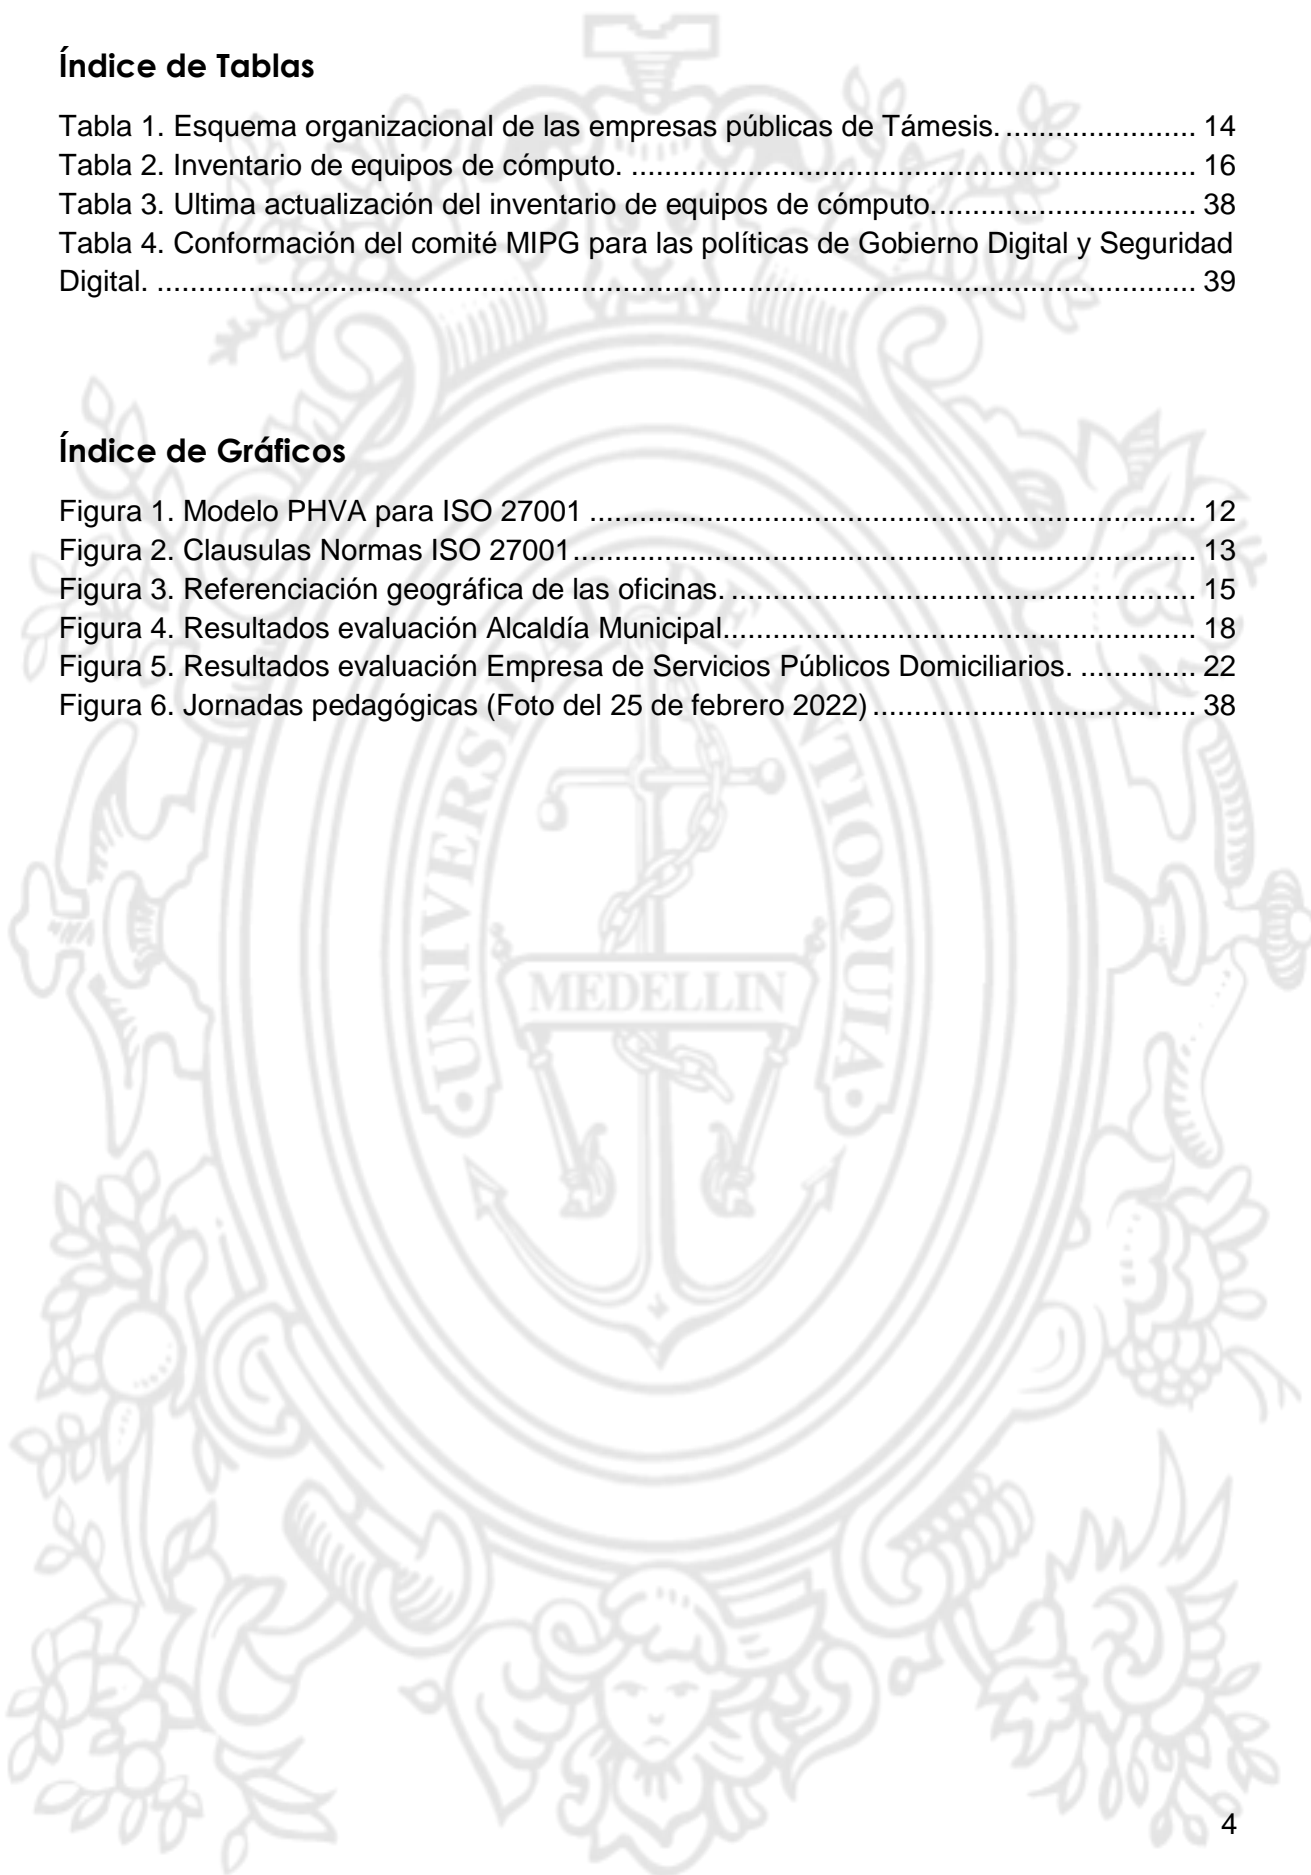 Índice de Tablas
Tabla 1. Esquema organizacional de las empresas públicas de Támesis. ....................... 14
Tabla 2. Inventario de equipos de cómputo. .................................................................... 16
Tabla 3. Ultima actualización del inventario de equipos de cómputo................................ 38
Tabla 4. Conformación del comité MIPG para las políticas de Gobierno Digital y Seguridad
Digital. ............................................................................................................................. 39
Índice de Gráficos
Figura 1. Modelo PHVA para ISO 27001 ......................................................................... 12
Figura 2. Clausulas Normas ISO 27001........................................................................... 13
Figura 3. Referenciación geográfica de las oficinas. ........................................................ 15
Figura 4. Resultados evaluación Alcaldía Municipal......................................................... 18
Figura 5. Resultados evaluación Empresa de Servicios Públicos Domiciliarios. .............. 22
Figura 6. Jornadas pedagógicas (Foto del 25 de febrero 2022) ....................................... 38
UNIVERSIDAD DE ANTIOQUIA
MEDELLIN
4